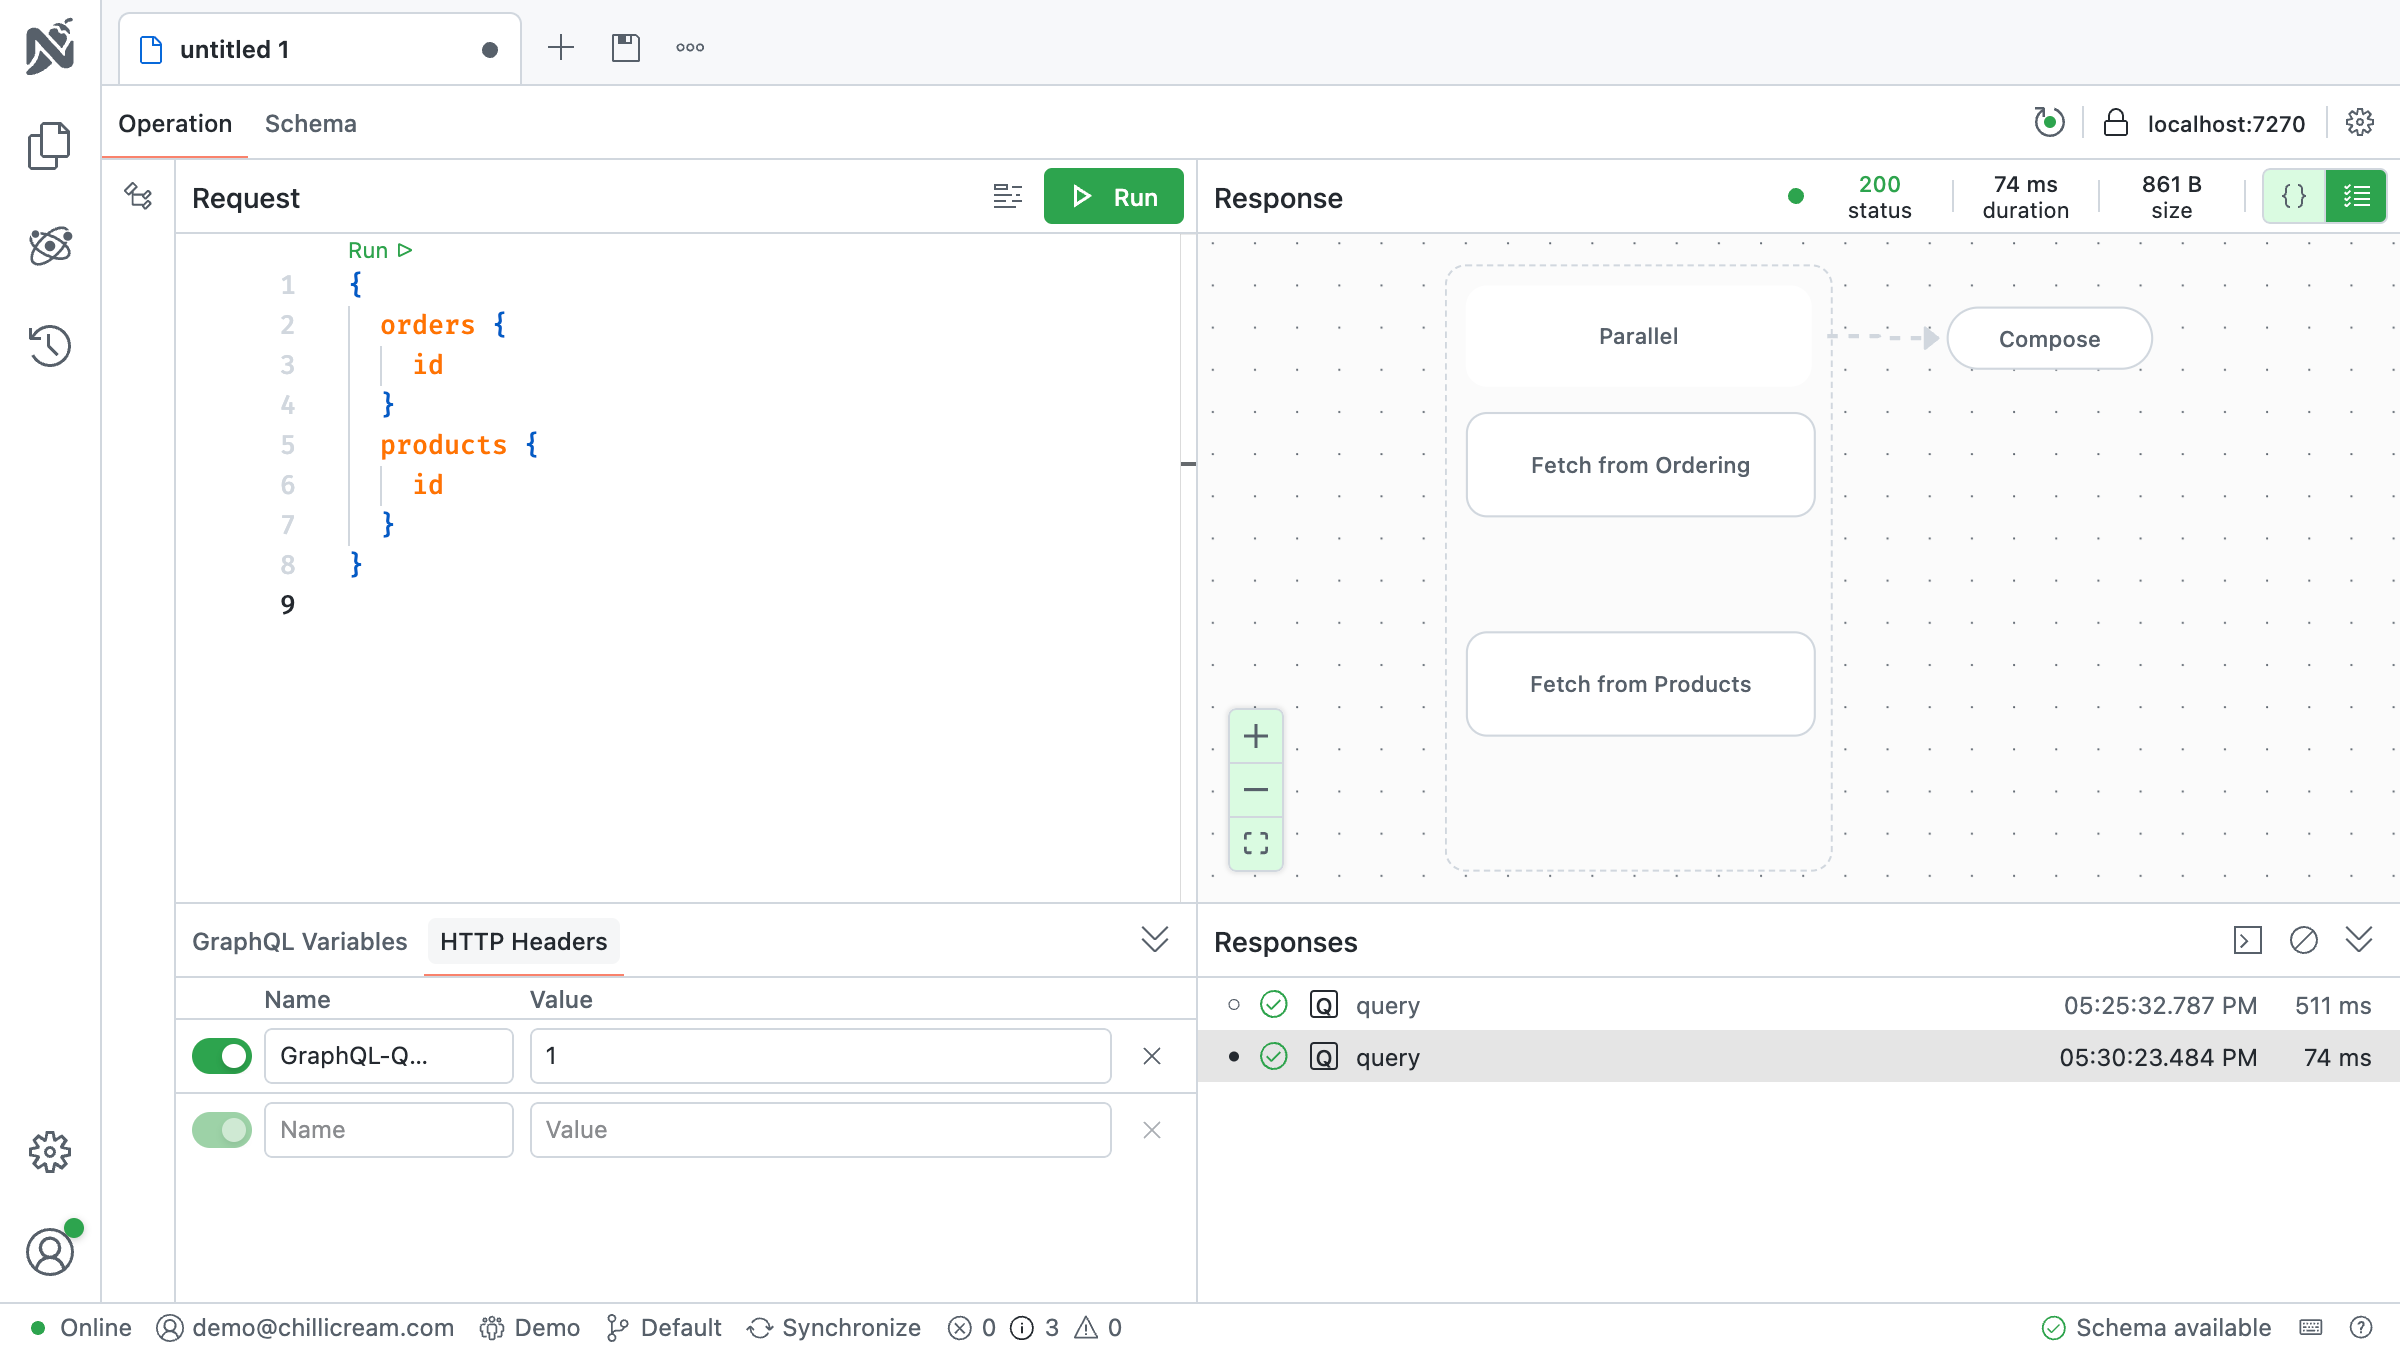 untitled 1
Operation
Schema
localhost:7270
Request
Run
Response
200
status
74 ms
duration
861 B
size
Run
1 {
2 orders {
3 id
4 }
5 products {
6 id
7 }
8 }
9
Parallel
Compose
Fetch from Ordering
Fetch from Products
GraphQL Variables
HTTP Headers
Name Value
GraphQL-Q... 1
Name Value
Responses
Q query 05:25:32.787 PM 511 ms
Q query 05:30:23.484 PM 74 ms
Online demo@chillicream.com Demo Default Synchronize 0 3 0 Schema available